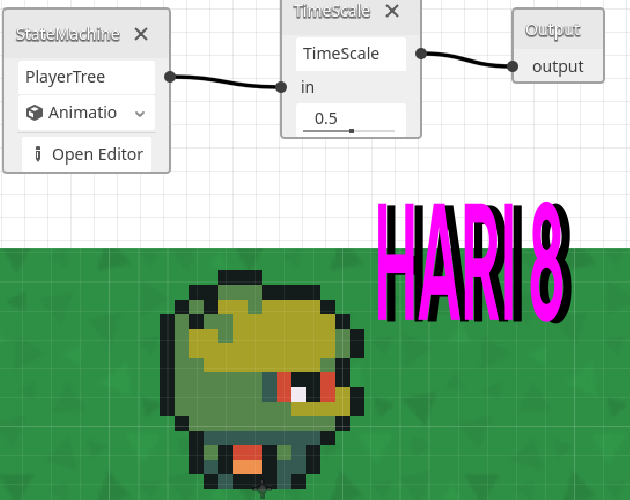 StateMachine
PlayerTree
Animatio
Open Editor
TimeScale
TimeScale
in
0.5
Output
output
HARI 8